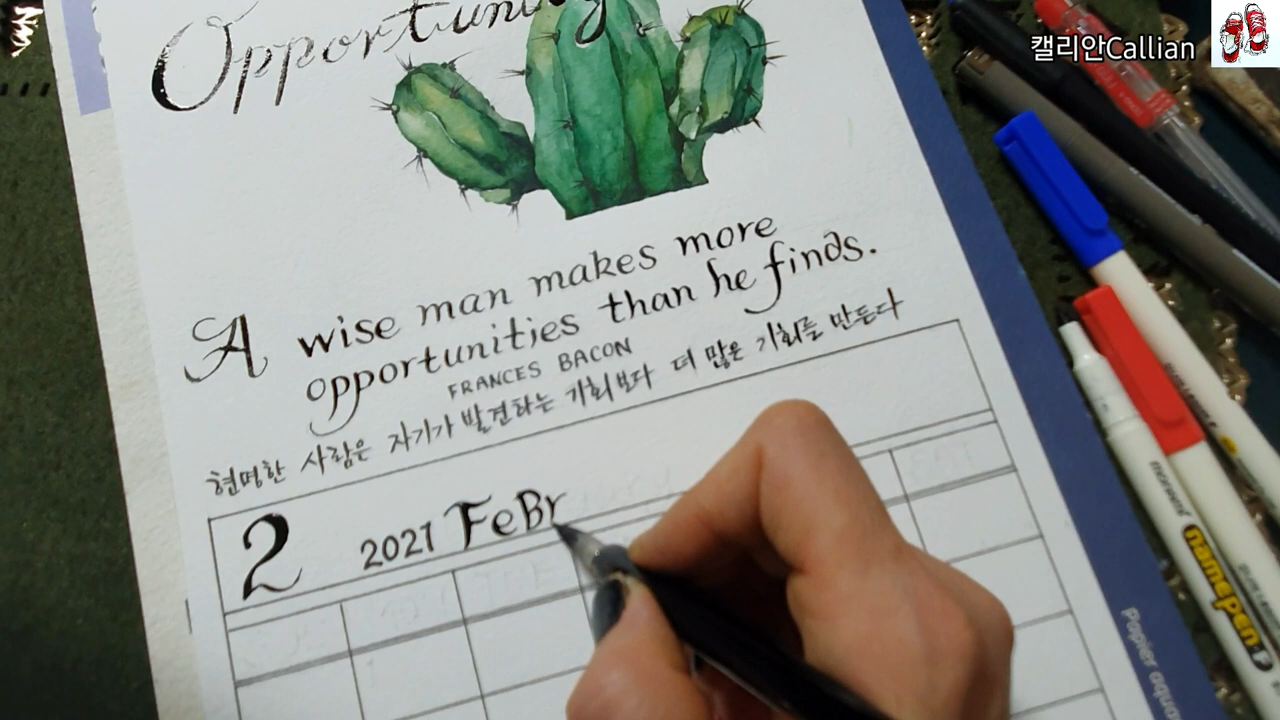 캘리안Callian
Opportunity
A wise man makes more
opportunities than he finds.
FRANCES BACON
현명한 사람은 자기가 발견하는 기회보다 더 많은 기회를 만든다
2 2021 FeBr
namepen-F
Papier